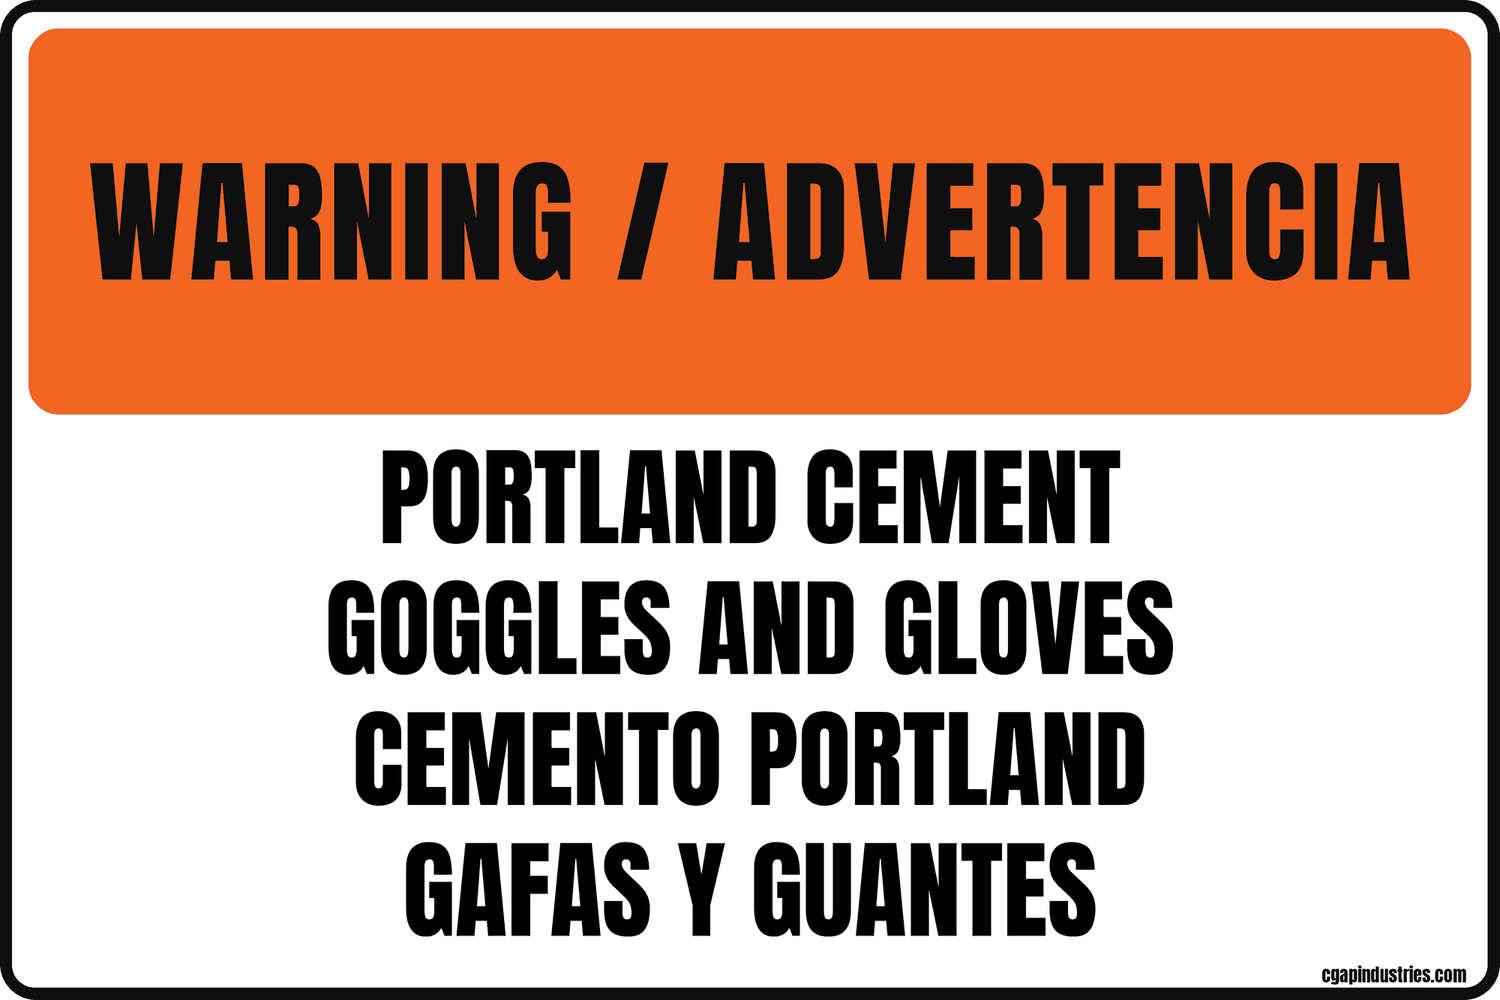 WARNING / ADVERTENCIA
PORTLAND CEMENT
GOGGLES AND GLOVES
CEMENTO PORTLAND
GAFAS Y GUANTES
cgapindustries.com